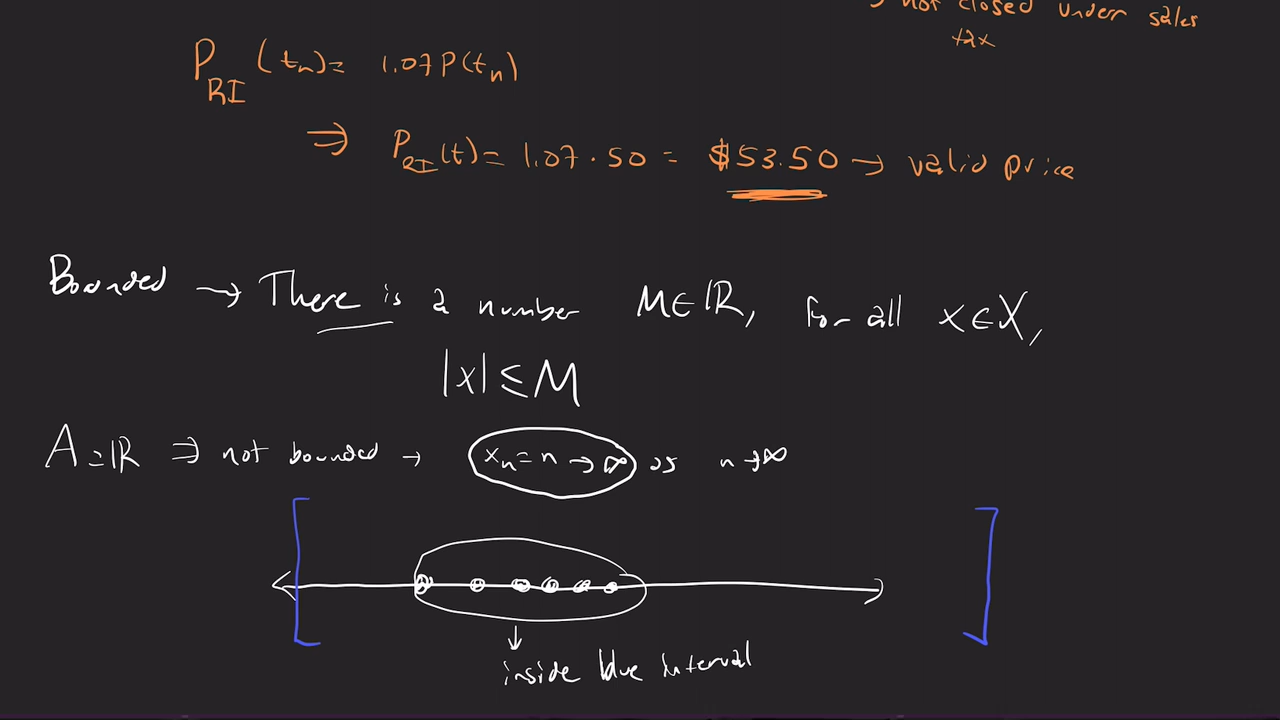 not closed under sales
tax
P_RI (t_n) = 1.07 P(t_n)
⇒ P_RI(t) = 1.07 · 50 = $53.50 → valid price
Bounded → There is a number M∈ℝ, for all x∈X,
|x| ≤ M
A=ℝ ⇒ not bounded → x_n = n → ∞ as n→∞
inside blue interval